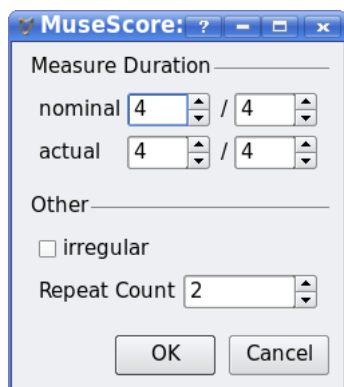 MuseScore: ?
Measure Duration
nominal 4 / 4
actual 4 / 4
Other
irregular
Repeat Count 2
OK Cancel